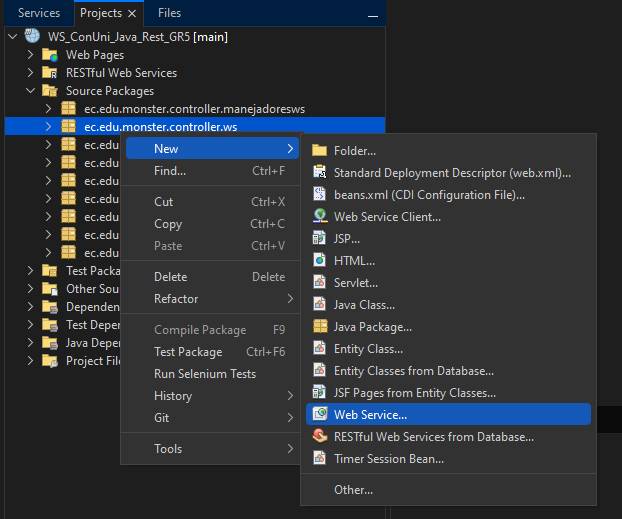 Services Projects Files
WS_ConUni_Java_Rest_GR5 [main]
Web Pages
RESTful Web Services
Source Packages
ec.edu.monster.controller.manejadoresws
ec.edu.monster.controller.ws
ec.edu
ec.edu
ec.edu
ec.edu
ec.edu
ec.edu
ec.edu
Test Packa
Other Sou
Dependen
Test Depe
Java Depe
Project File
New
Find... Ctrl+F
Cut Ctrl+X
Copy Ctrl+C
Paste Ctrl+V
Delete Delete
Refactor
Compile Package F9
Test Package Ctrl+F6
Run Selenium Tests
History
Git
Tools
Folder...
Standard Deployment Descriptor (web.xml)...
beans.xml (CDI Configuration File)...
Web Service Client...
JSP...
HTML...
Servlet...
Java Class...
Java Package...
Entity Class...
Entity Classes from Database...
JSF Pages from Entity Classes...
Web Service...
RESTful Web Services from Database...
Timer Session Bean...
Other...